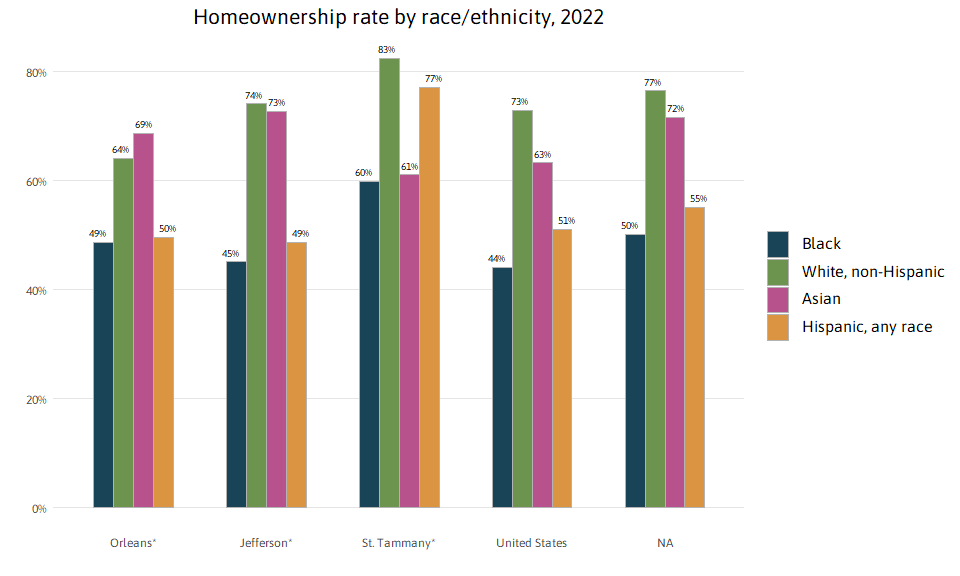 Homeownership rate by race/ethnicity, 2022
83%
80%
77%
74%
73%
73%
77%
72%
69%
64%
63%
60%
60%
61%
55%
49%
50%
45%
49%
44%
51%
50%
40%
20%
0%
Orleans*
Jefferson*
St. Tammany*
United States
NA
Black
White, non-Hispanic
Asian
Hispanic, any race